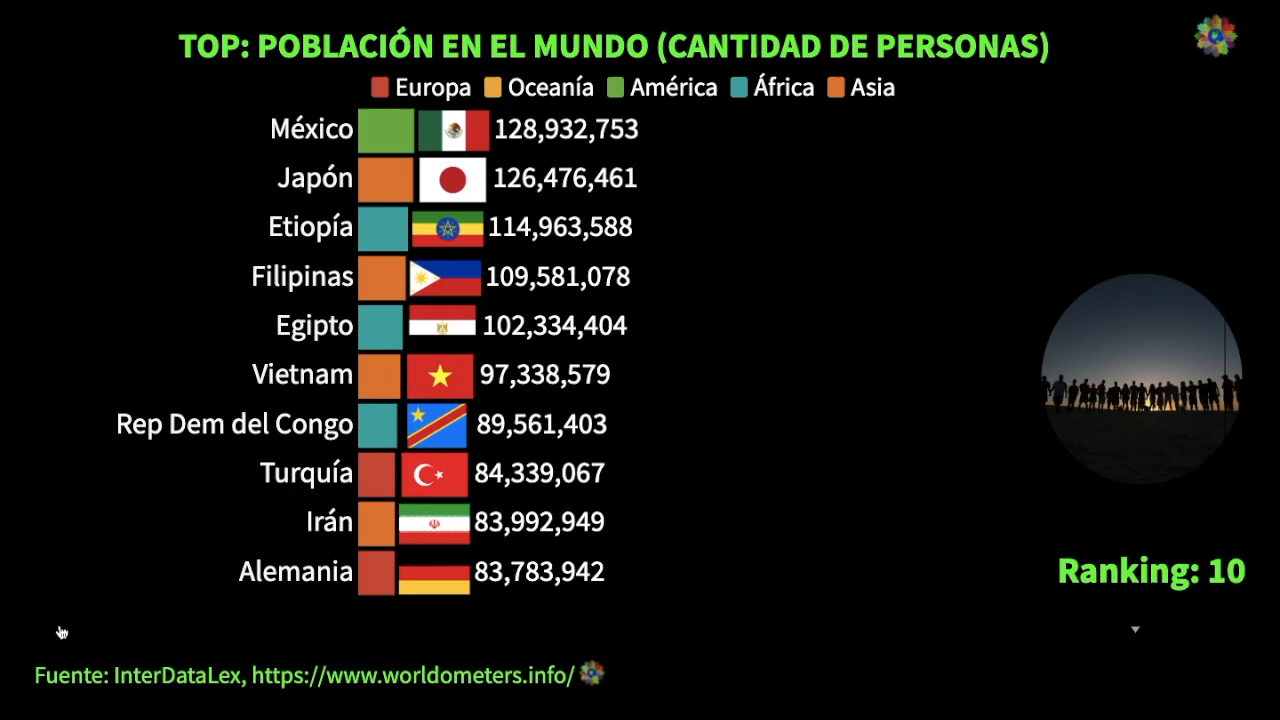 TOP: POBLACIÓN EN EL MUNDO (CANTIDAD DE PERSONAS)
Europa Oceanía América África Asia
México 128,932,753
Japón 126,476,461
Etiopía 114,963,588
Filipinas 109,581,078
Egipto 102,334,404
Vietnam 97,338,579
Rep Dem del Congo 89,561,403
Turquía 84,339,067
Irán 83,992,949
Alemania 83,783,942
Ranking: 10
Fuente: InterDataLex, https://www.worldometers.info/